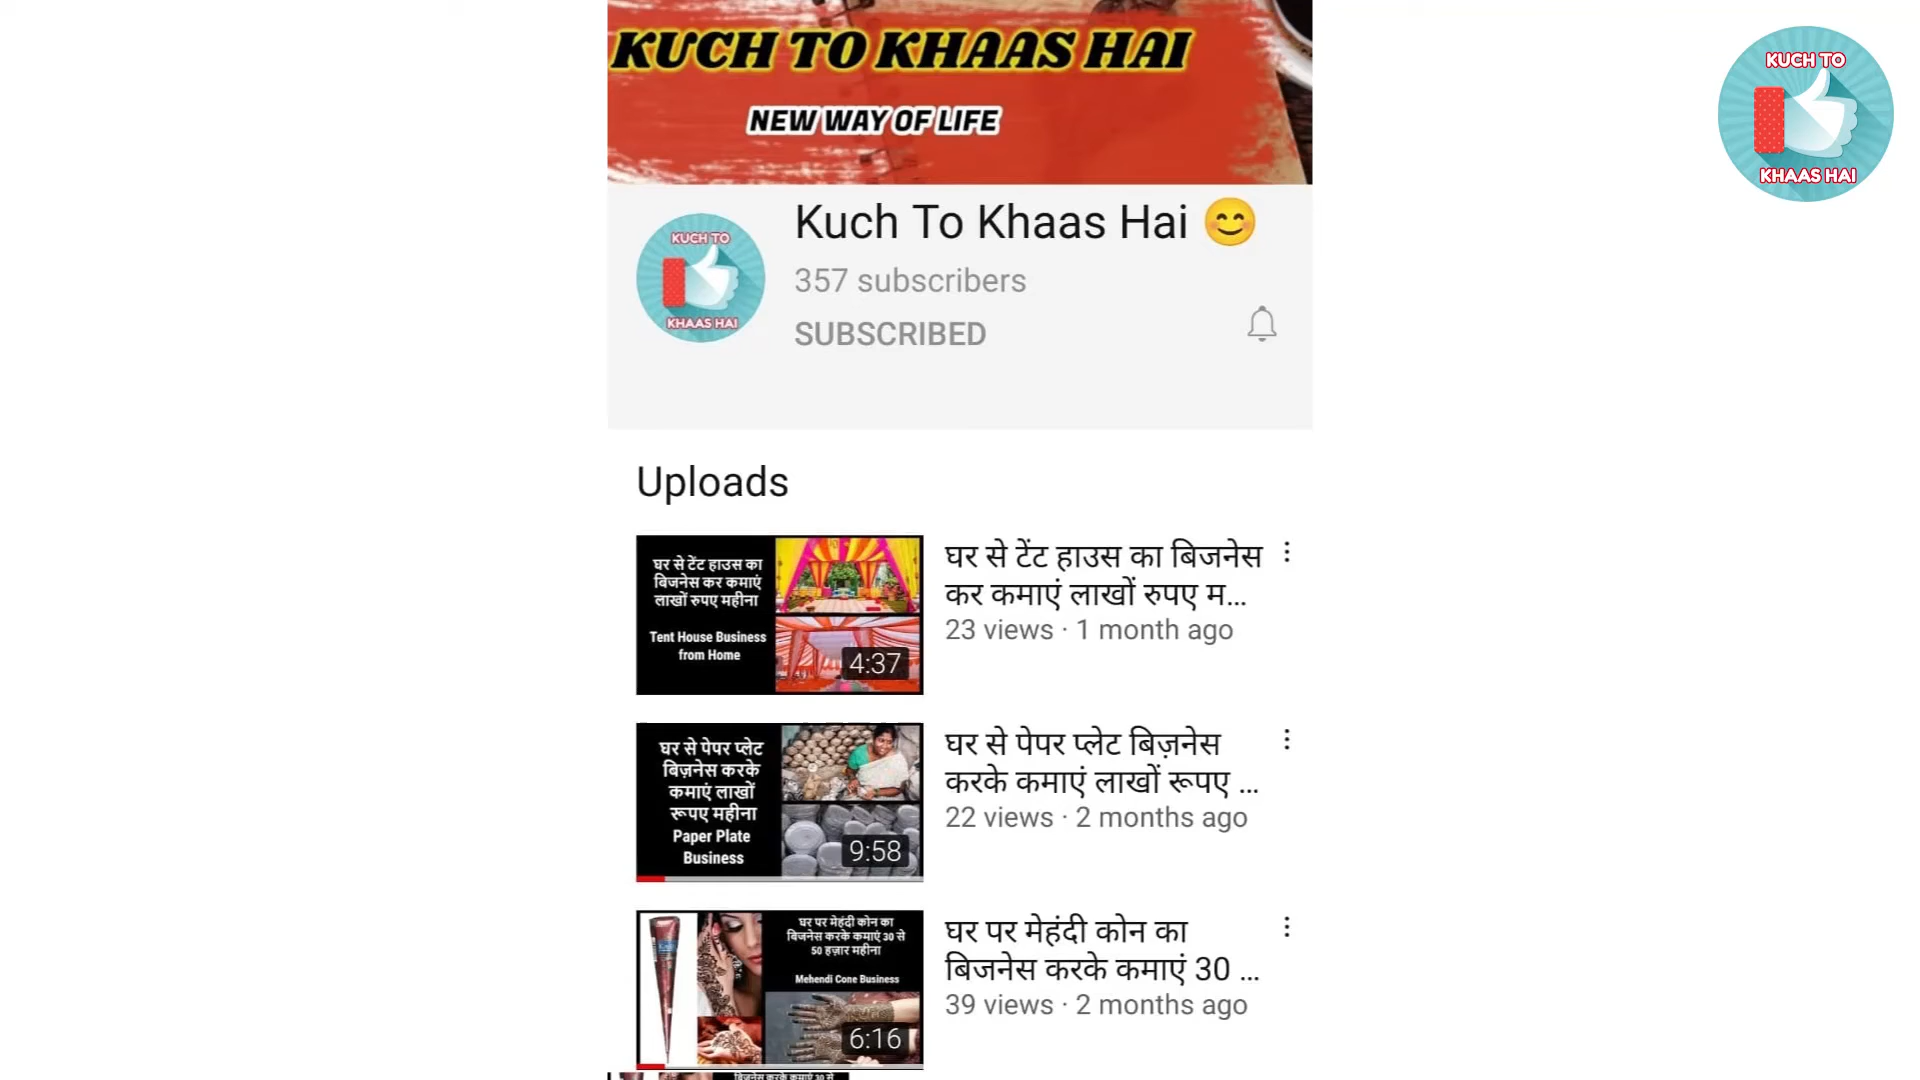 KUCH TO KHAAS HAI
NEW WAY OF LIFE
KUCH TO
KHAAS HAI
KUCH TO
KHAAS HAI
Kuch To Khaas Hai 😊
357 subscribers
SUBSCRIBED
Uploads
घर से टेंट हाउस का
बिजनेस कर कमाएं
लाखों रुपए महीना
Tent House Business
from Home
4:37
घर से टेंट हाउस का बिजनेस
कर कमाएं लाखों रुपए म...
23 views · 1 month ago
घर से पेपर प्लेट
बिज़नेस करके
कमाएं लाखों
रूपए महीना
Paper Plate
Business
9:58
घर से पेपर प्लेट बिज़नेस
करके कमाएं लाखों रूपए ...
22 views · 2 months ago
घर पर मेहंदी कोन का
बिजनेस करके कमाएं 30 से
50 हज़ार महीना
Mehendi Cone Business
6:16
घर पर मेहंदी कोन का
बिजनेस करके कमाएं 30 ...
39 views · 2 months ago
बिजनेस करके कमाएं 30 से